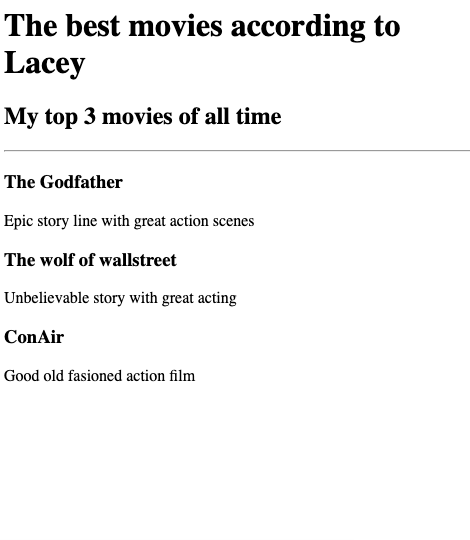 The best movies according to
Lacey
My top 3 movies of all time
The Godfather
Epic story line with great action scenes
The wolf of wallstreet
Unbelievable story with great acting
ConAir
Good old fasioned action film